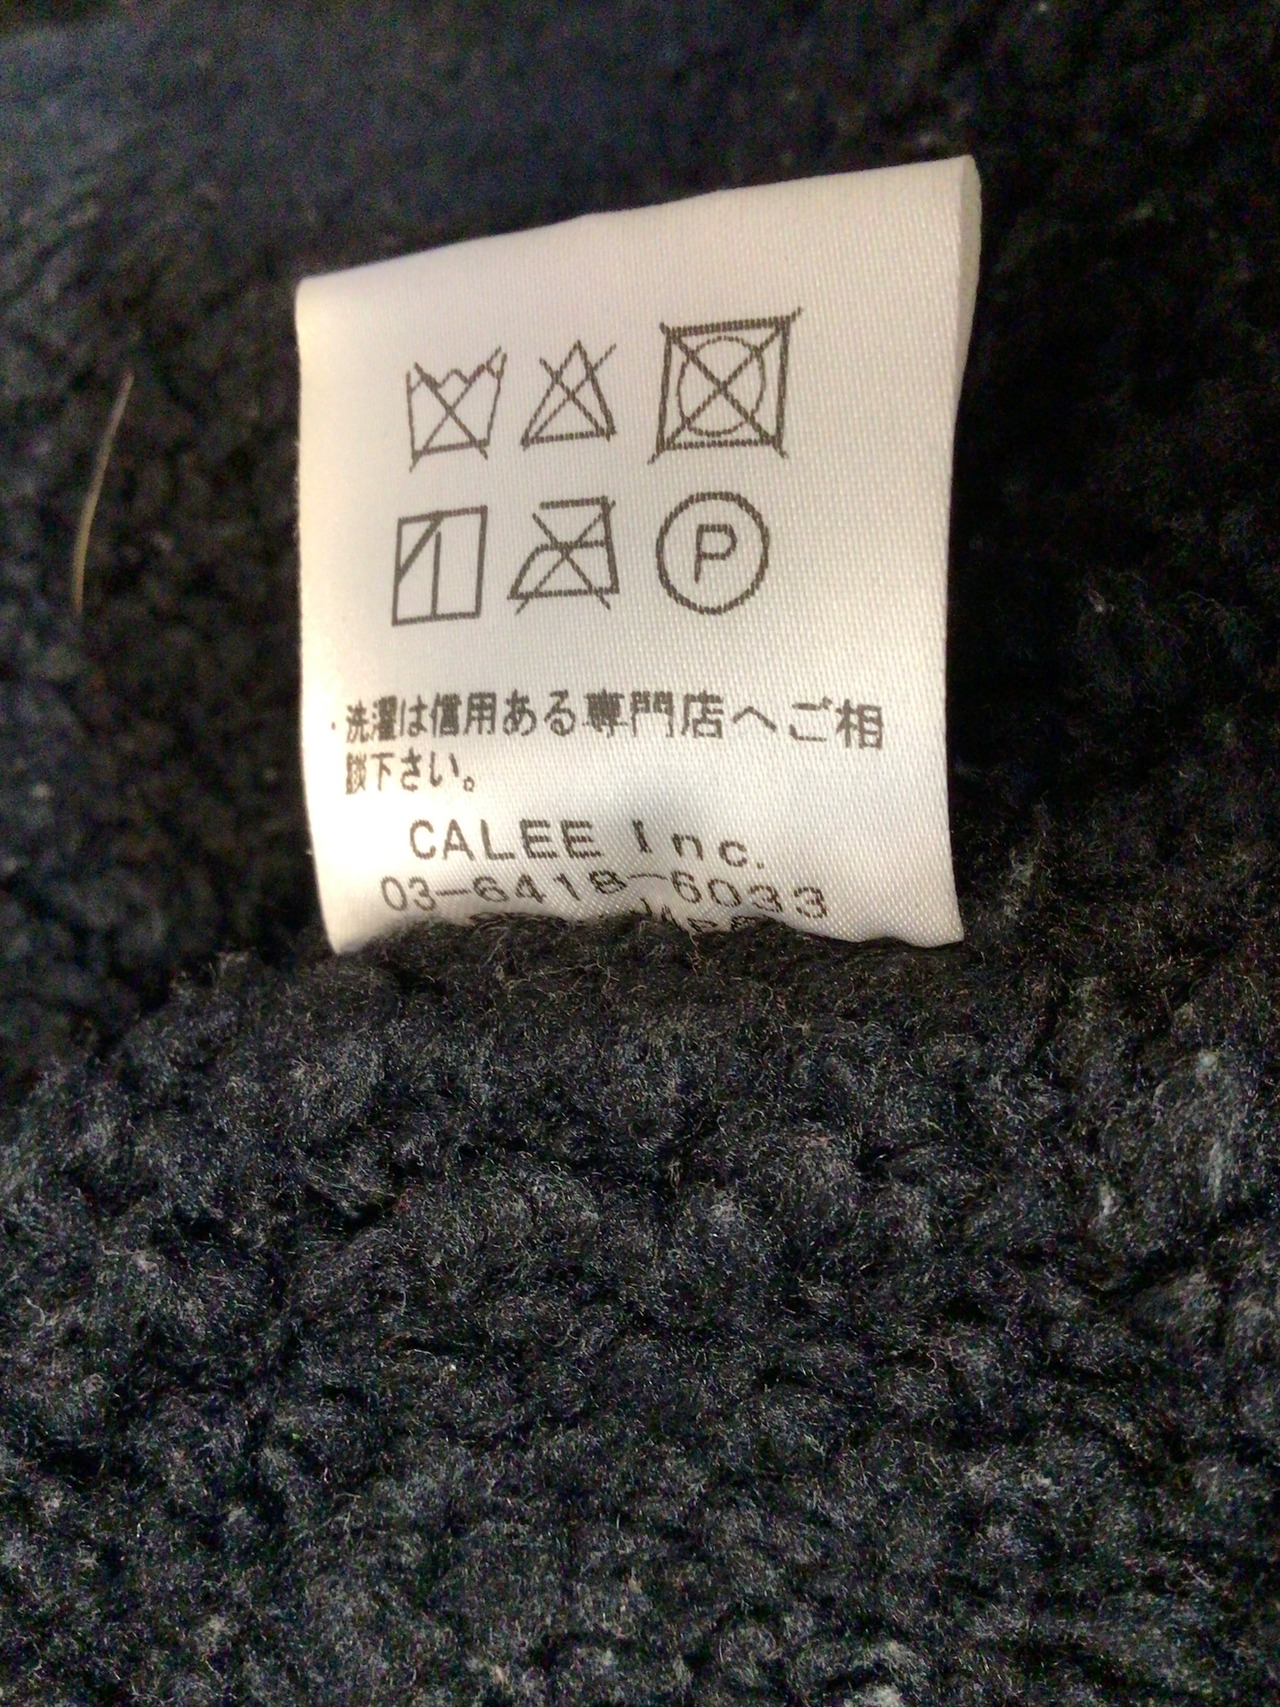 P
・洗濯は信用ある専門店へご相
談下さい。
CALEE Inc.
03-6418-6033